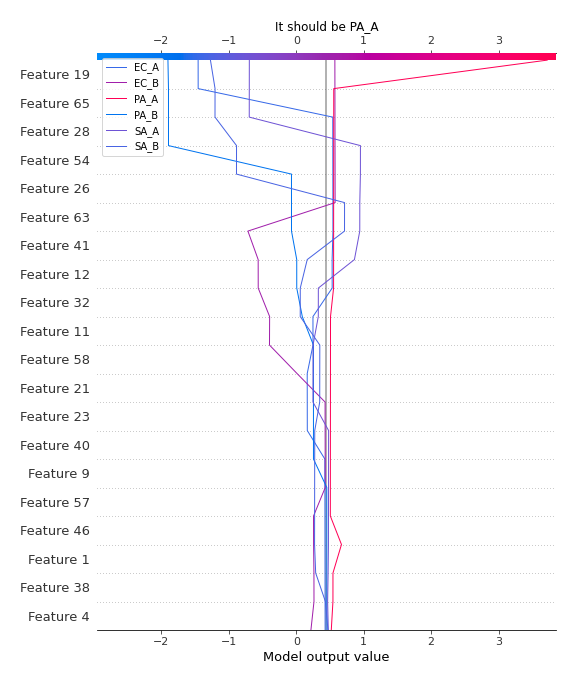 It should be PA_A
−2 −1 0 1 2 3
EC_A
EC_B
PA_A
PA_B
SA_A
SA_B
Feature 19
Feature 65
Feature 28
Feature 54
Feature 26
Feature 63
Feature 41
Feature 12
Feature 32
Feature 11
Feature 58
Feature 21
Feature 23
Feature 40
Feature 9
Feature 57
Feature 46
Feature 1
Feature 38
Feature 4
−2 −1 0 1 2 3
Model output value